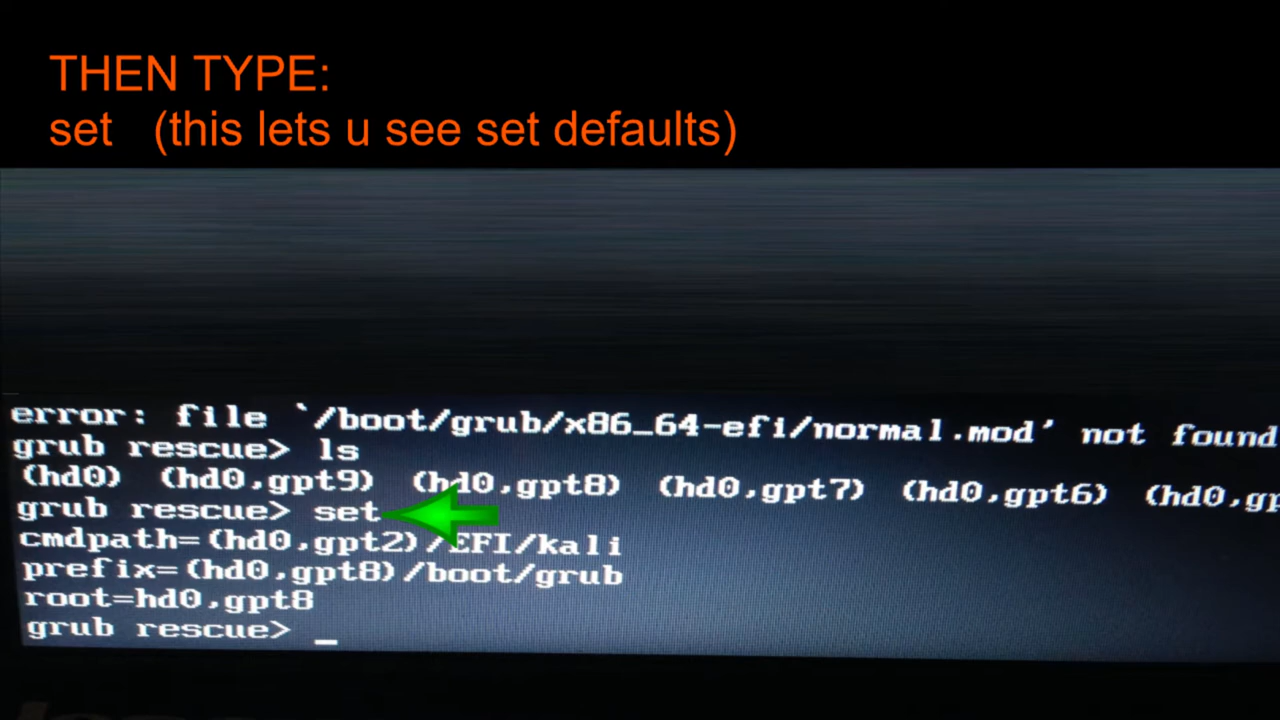 THEN TYPE:
set (this lets u see set defaults)
error: file `/boot/grub/x86_64-efi/normal.mod' not found
grub rescue> ls
(hd0) (hd0,gpt9) (hd0,gpt8) (hd0,gpt7) (hd0,gpt6) (hd0,gp
grub rescue> set
cmdpath=(hd0,gpt2)/EFI/kali
prefix=(hd0,gpt8)/boot/grub
root=hd0,gpt8
grub rescue> _